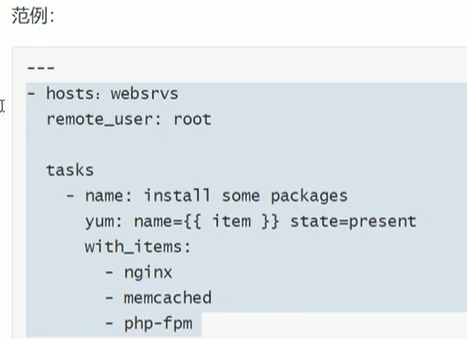 范例：
---
- hosts：websrvs
  remote_user: root

  tasks
    - name: install some packages
      yum: name={{ item }} state=present
      with_items:
        - nginx
        - memcached
        - php-fpm